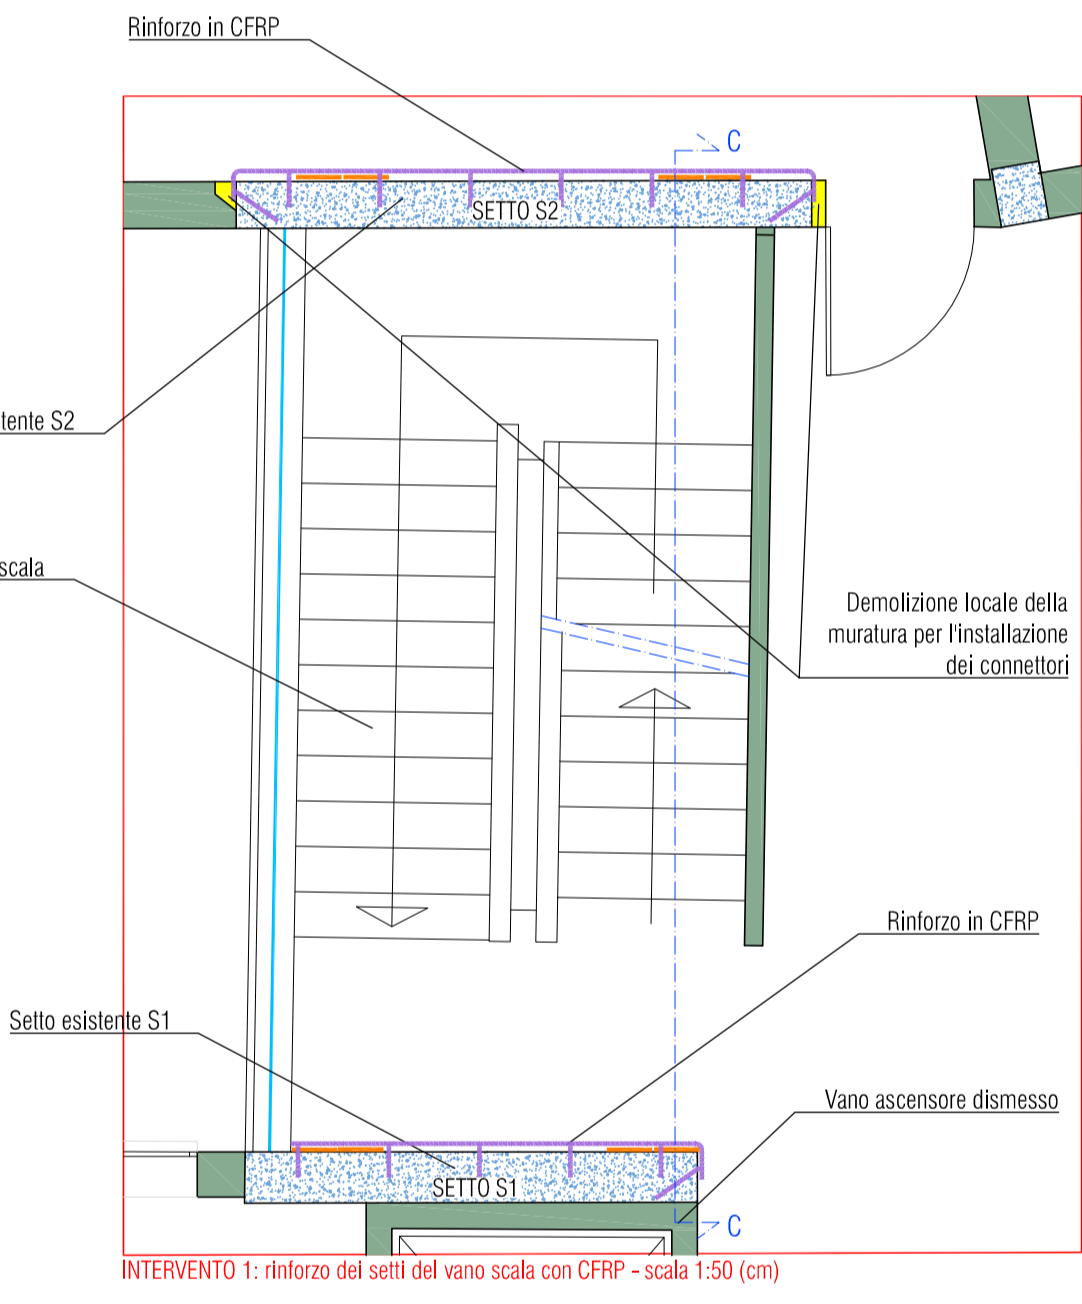 Rinforzo in CFRP
C
SETTO S2
tente S2
scala
Demolizione locale della
muratura per l'installazione
dei connettori
Rinforzo in CFRP
Setto esistente S1
Vano ascensore dismesso
SETTO S1
C
INTERVENTO 1: rinforzo dei setti del vano scala con CFRP - scala 1:50 (cm)